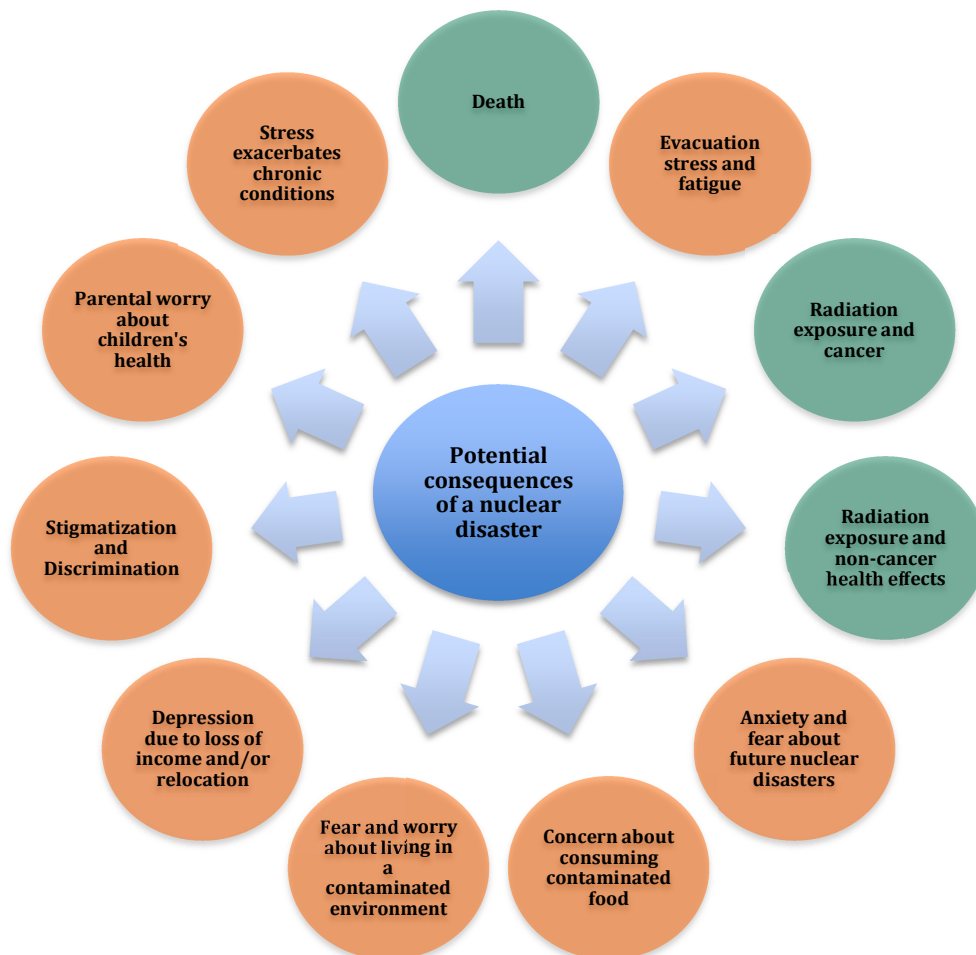 Potential
consequences
of a nuclear
disaster
Death
Evacuation
stress and
fatigue
Radiation
exposure and
cancer
Radiation
exposure and
non-cancer
health effects
Anxiety and
fear about
future nuclear
disasters
Concern about
consuming
contaminated
food
Fear and worry
about living in
a
contaminated
environment
Depression
due to loss of
income and/or
relocation
Stigmatization
and
Discrimination
Parental worry
about
children's
health
Stress
exacerbates
chronic
conditions